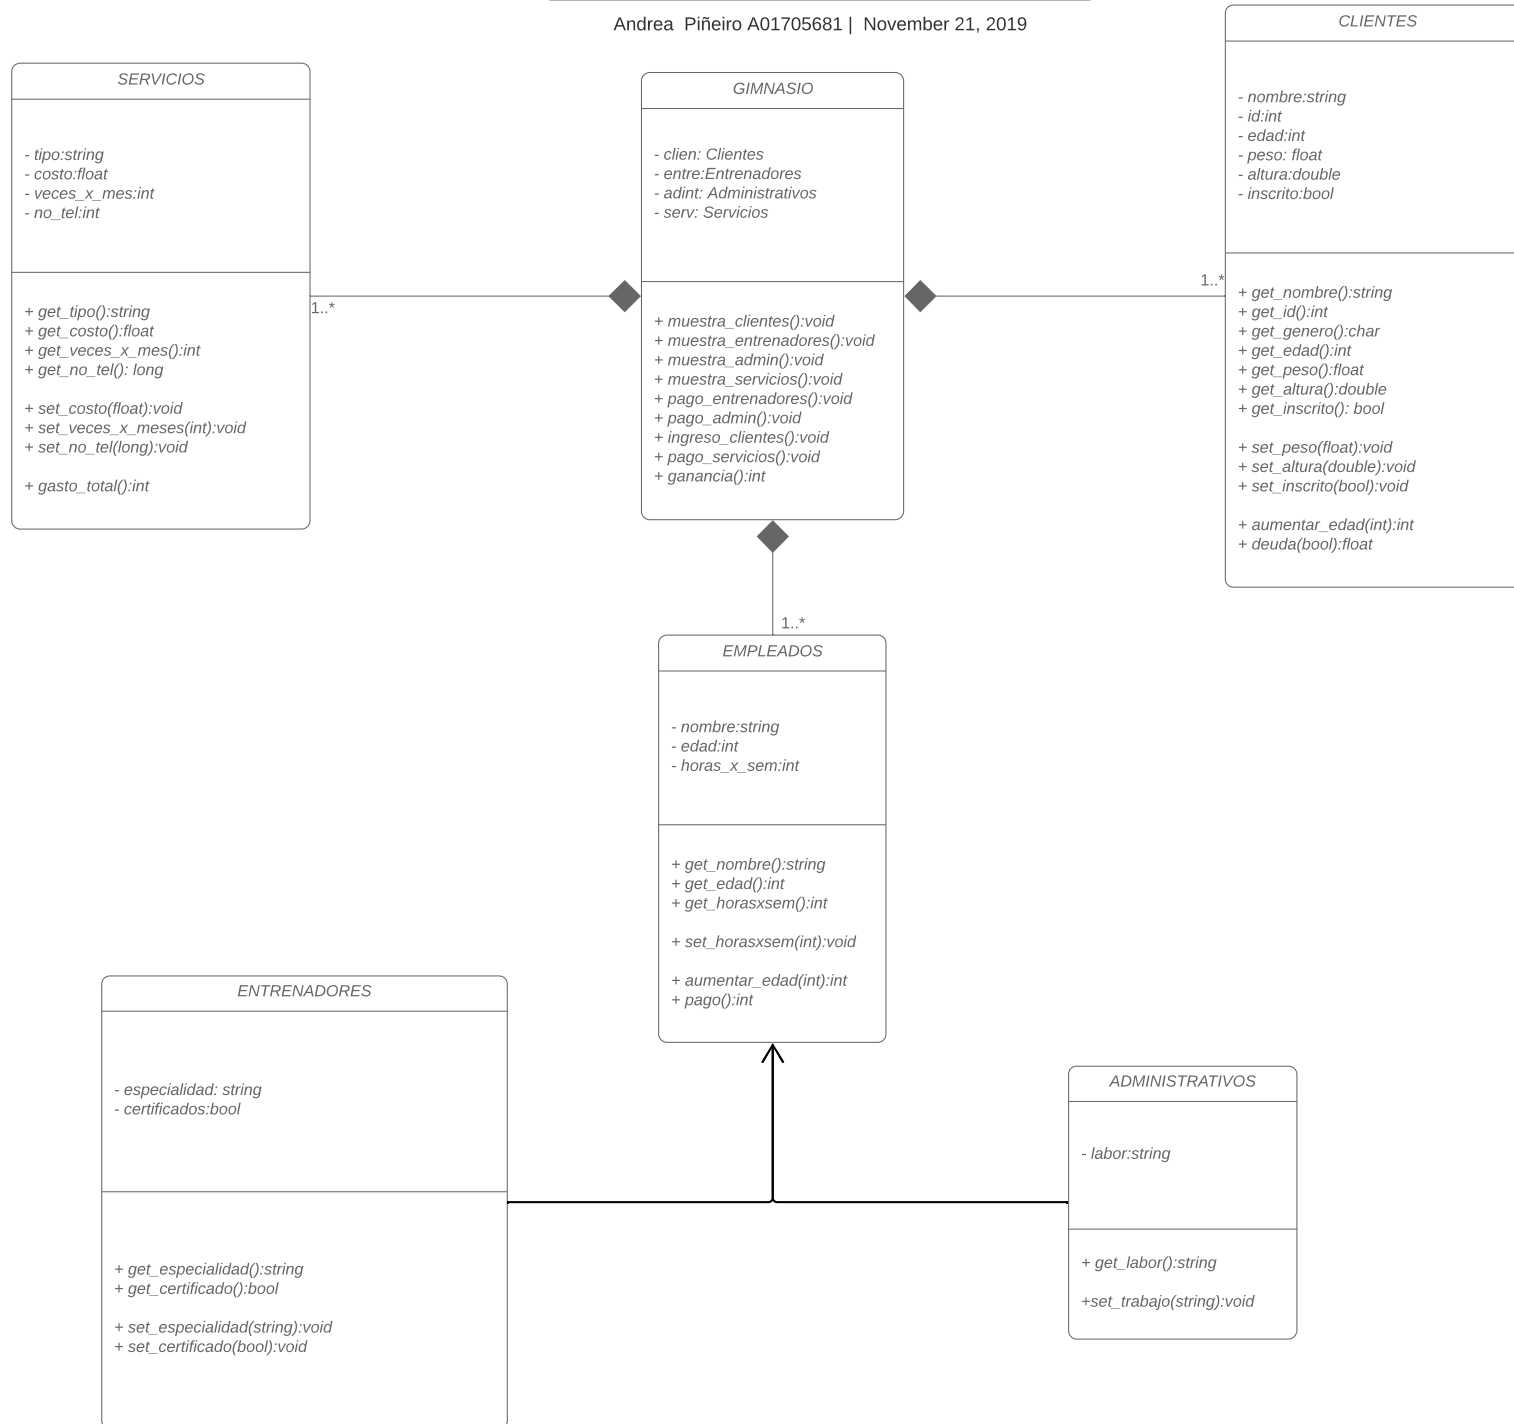 Andrea  Piñeiro A01705681 |  November 21, 2019
SERVICIOS
- tipo:string
- costo:float
- veces_x_mes:int
- no_tel:int
+ get_tipo():string
+ get_costo():float
+ get_veces_x_mes():int
+ get_no_tel(): long
+ set_costo(float):void
+ set_veces_x_meses(int):void
+ set_no_tel(long):void
+ gasto_total():int
1..*
GIMNASIO
- clien: Clientes
- entre:Entrenadores
- adint: Administrativos
- serv: Servicios
+ muestra_clientes():void
+ muestra_entrenadores():void
+ muestra_admin():void
+ muestra_servicios():void
+ pago_entrenadores():void
+ pago_admin():void
+ ingreso_clientes():void
+ pago_servicios():void
+ ganancia():int
1..*
CLIENTES
- nombre:string
- id:int
- edad:int
- peso: float
- altura:double
- inscrito:bool
+ get_nombre():string
+ get_id():int
+ get_genero():char
+ get_edad():int
+ get_peso():float
+ get_altura():double
+ get_inscrito(): bool
+ set_peso(float):void
+ set_altura(double):void
+ set_inscrito(bool):void
+ aumentar_edad(int):int
+ deuda(bool):float
1..*
EMPLEADOS
- nombre:string
- edad:int
- horas_x_sem:int
+ get_nombre():string
+ get_edad():int
+ get_horasxsem():int
+ set_horasxsem(int):void
+ aumentar_edad(int):int
+ pago():int
ENTRENADORES
- especialidad: string
- certificados:bool
+ get_especialidad():string
+ get_certificado():bool
+ set_especialidad(string):void
+ set_certificado(bool):void
ADMINISTRATIVOS
- labor:string
+ get_labor():string
+set_trabajo(string):void